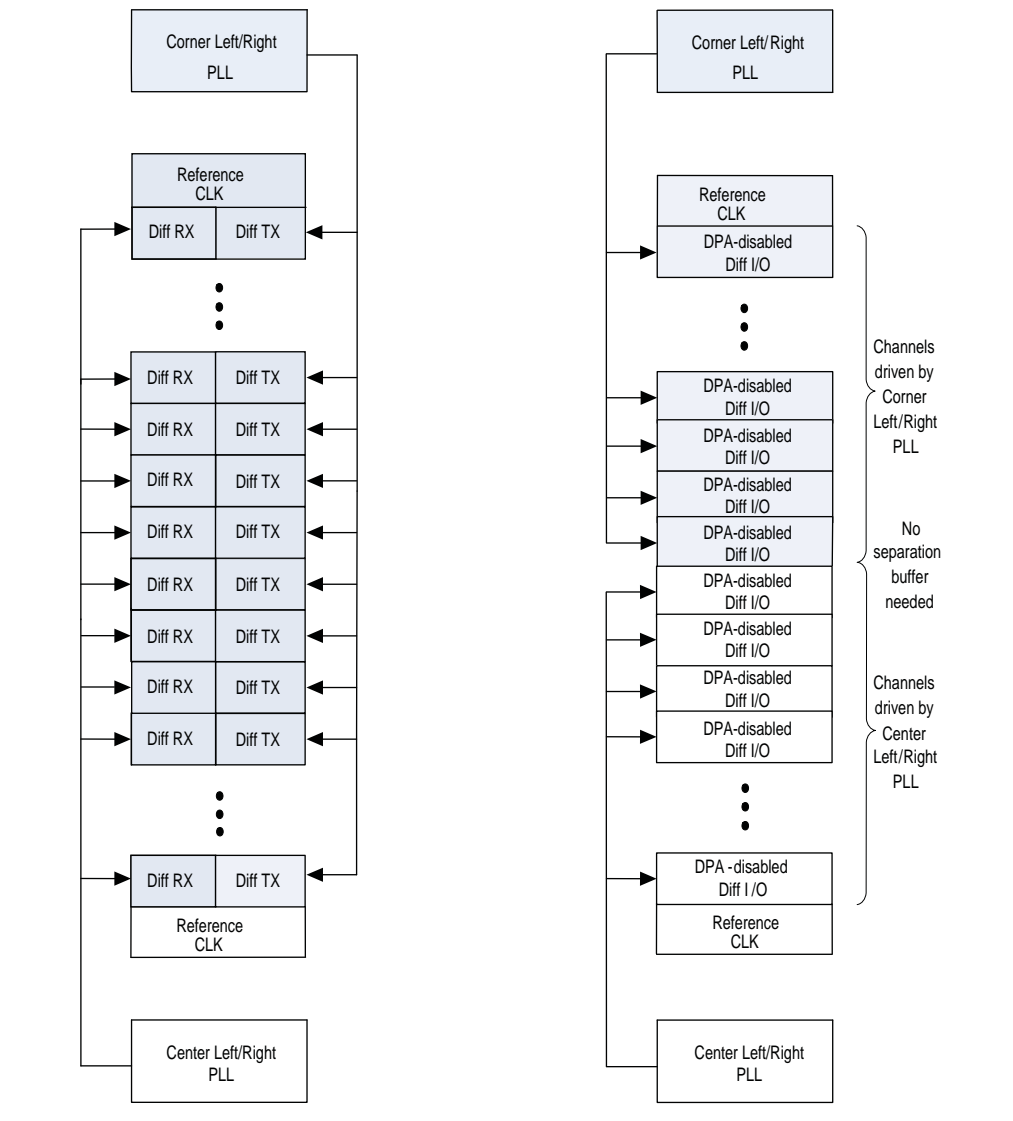 Corner Left/Right
PLL
Reference
CLK
Diff RX Diff TX
Diff RX Diff TX
Diff RX Diff TX
Diff RX Diff TX
Diff RX Diff TX
Diff RX Diff TX
Diff RX Diff TX
Diff RX Diff TX
Diff RX Diff TX
Diff RX Diff TX
Reference
CLK
Center Left/Right
PLL
Corner Left/Right
PLL
Reference
CLK
DPA-disabled
Diff I/O
DPA-disabled
Diff I/O
DPA-disabled
Diff I/O
DPA-disabled
Diff I/O
DPA-disabled
Diff I/O
DPA-disabled
Diff I/O
DPA-disabled
Diff I/O
DPA-disabled
Diff I/O
DPA-disabled
Diff I/O
DPA-disabled
Diff I/O
Reference
CLK
Center Left/Right
PLL
Channels
driven by
Corner
Left/Right
PLL
No
separation
buffer
needed
Channels
driven by
Center
Left/Right
PLL